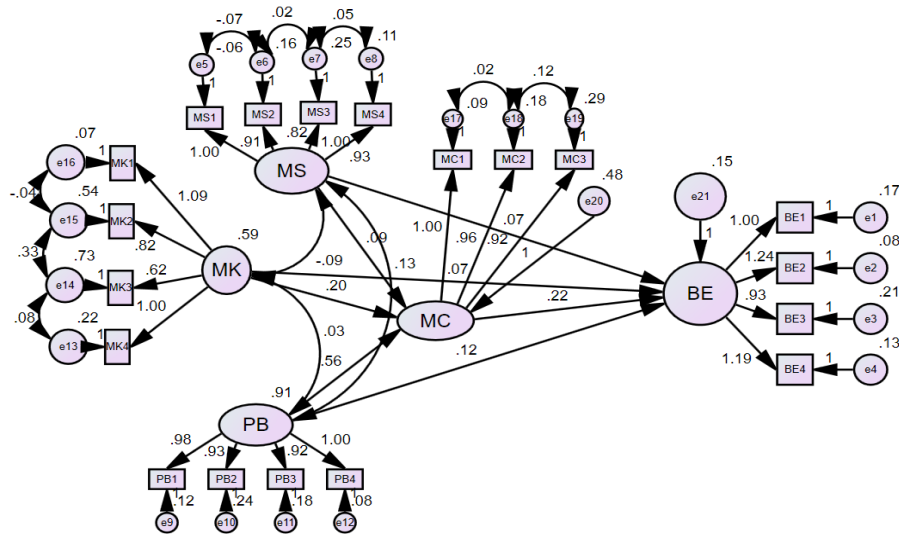 -.07 .02 .05
-.06 .16 .25 .11
e5 e6 e7 e8
1 1 1 1
MS1 MS2 MS3 MS4
.02 .12
.09 .18 .29
e17 e18 e19
1 1 1
MC1 MC2 MC3
1.00 .91 .82 1.00 .93
MS
.07
e16 1 MK1
-.04 .54
e15 1 MK2
.33 .73
e14 1 MK3
.08 .22
e13 1 MK4
1.09
.82
.62
1.00
.59
MK
-.09
.20
.03
.56
.09
.13
.48
e20
1
1.00 .96 .92
.07
.07
MC
.22
.12
.15
e21
1
BE
1.00 BE1 1 e1 .17
1.24 BE2 1 e2 .08
.93 BE3 1 e3 .21
1.19 BE4 1 e4 .13
.91
PB
.98 .93 .92 1.00
PB1 PB2 PB3 PB4
1 1 1 1
.12 .24 .18 .08
e9 e10 e11 e12